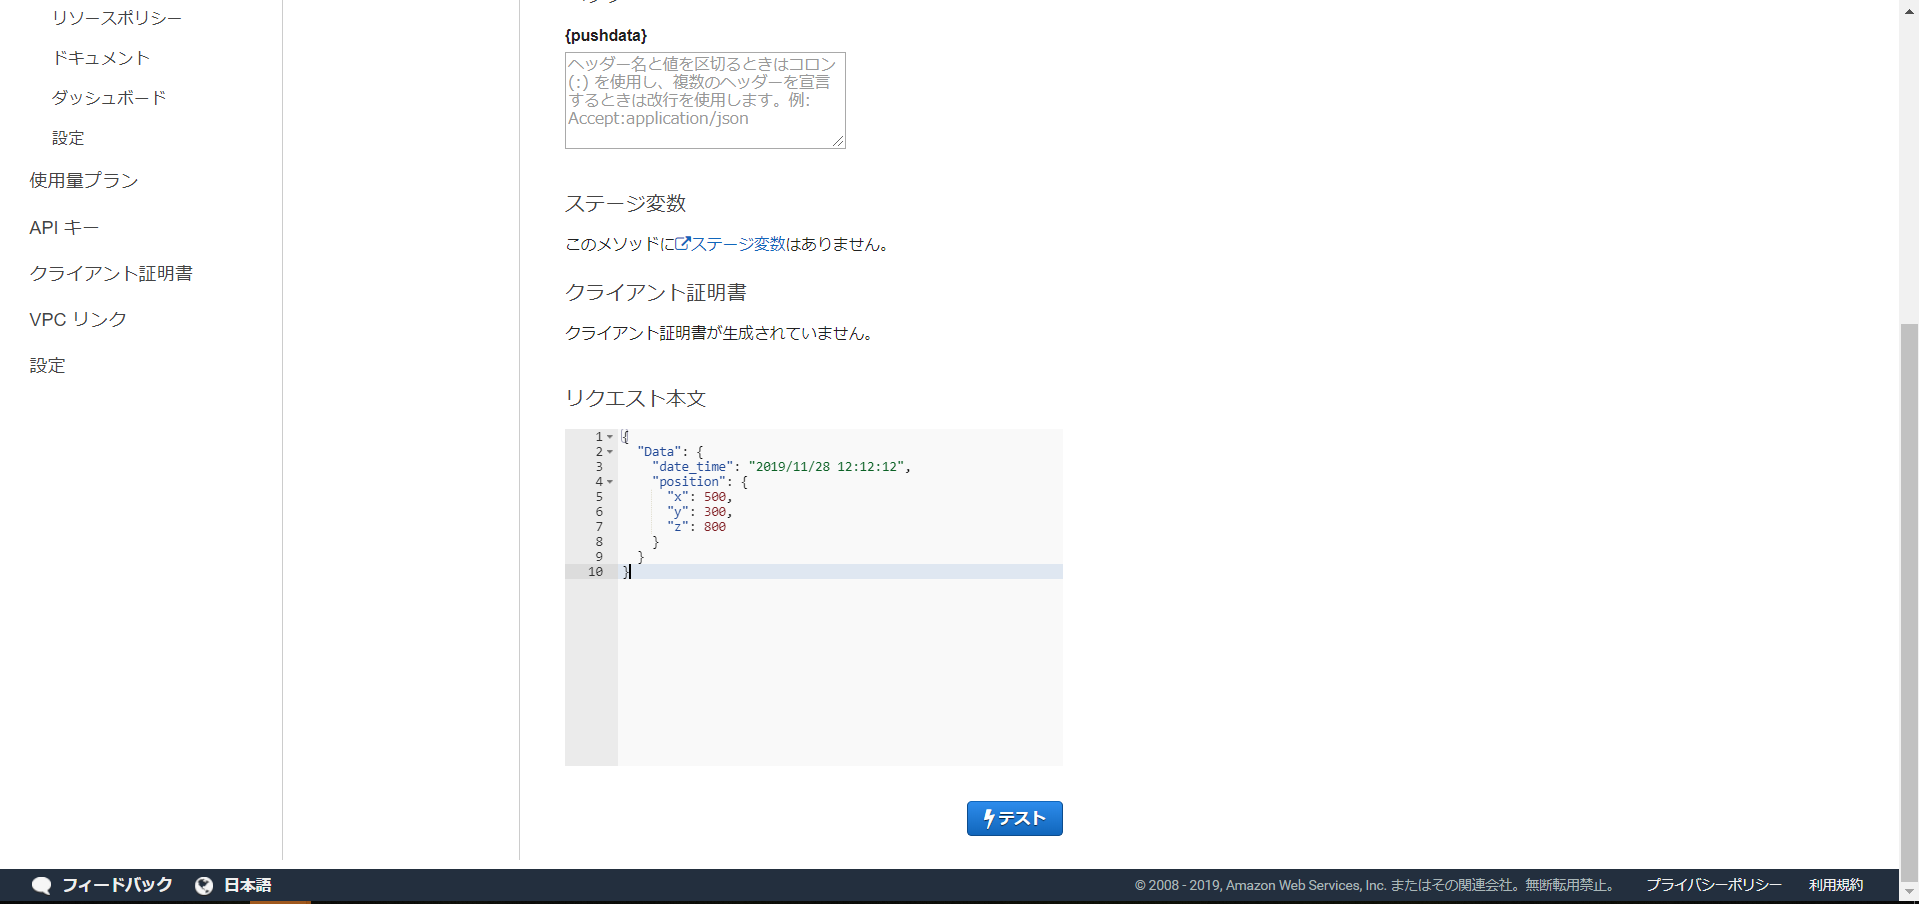 リソースポリシー
ドキュメント
ダッシュボード
設定
使用量プラン
API キー
クライアント証明書
VPC リンク
設定
{pushdata}
ヘッダー名と値を区切るときはコロン
(:) を使用し、複数のヘッダーを宣言
するときは改行を使用します。例:
Accept:application/json
ステージ変数
このメソッドにステージ変数はありません。
クライアント証明書
クライアント証明書が生成されていません。
リクエスト本文
1 {
2 "Data": {
3 "date_time": "2019/11/28 12:12:12",
4 "position": {
5 "x": 500,
6 "y": 300,
7 "z": 800
8 }
9 }
10 }
テスト
フィードバック 日本語 © 2008 - 2019, Amazon Web Services, Inc. またはその関連会社。無断転用禁止。 プライバシーポリシー 利用規約